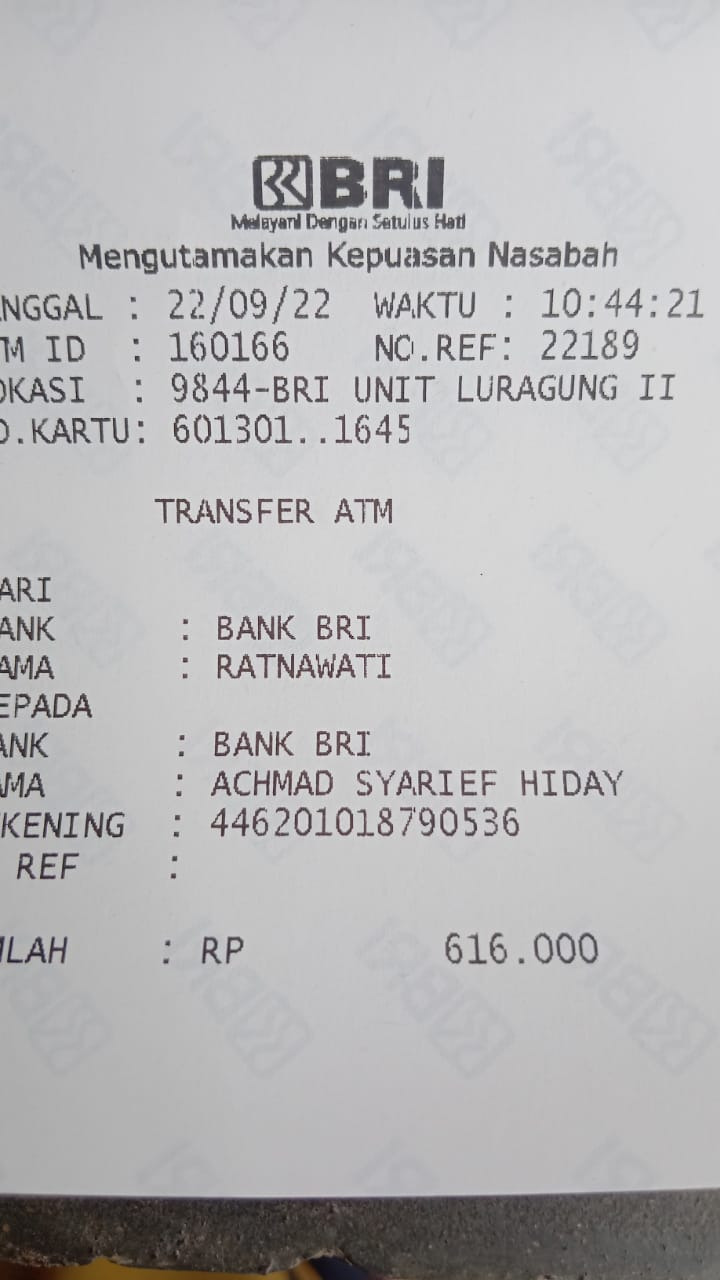 BRI
Melayani Dengan Setulus Hati
Mengutamakan Kepuasan Nasabah
NGGAL : 22/09/22 WAKTU : 10:44:21
M ID : 160166 NO.REF: 22189
OKASI : 9844-BRI UNIT LURAGUNG II
O.KARTU: 601301..1645
TRANSFER ATM
ARI
ANK : BANK BRI
AMA : RATNAWATI
EPADA
ANK : BANK BRI
AMA : ACHMAD SYARIEF HIDAY
KENING : 446201018790536
REF :
LAH : RP 616.000